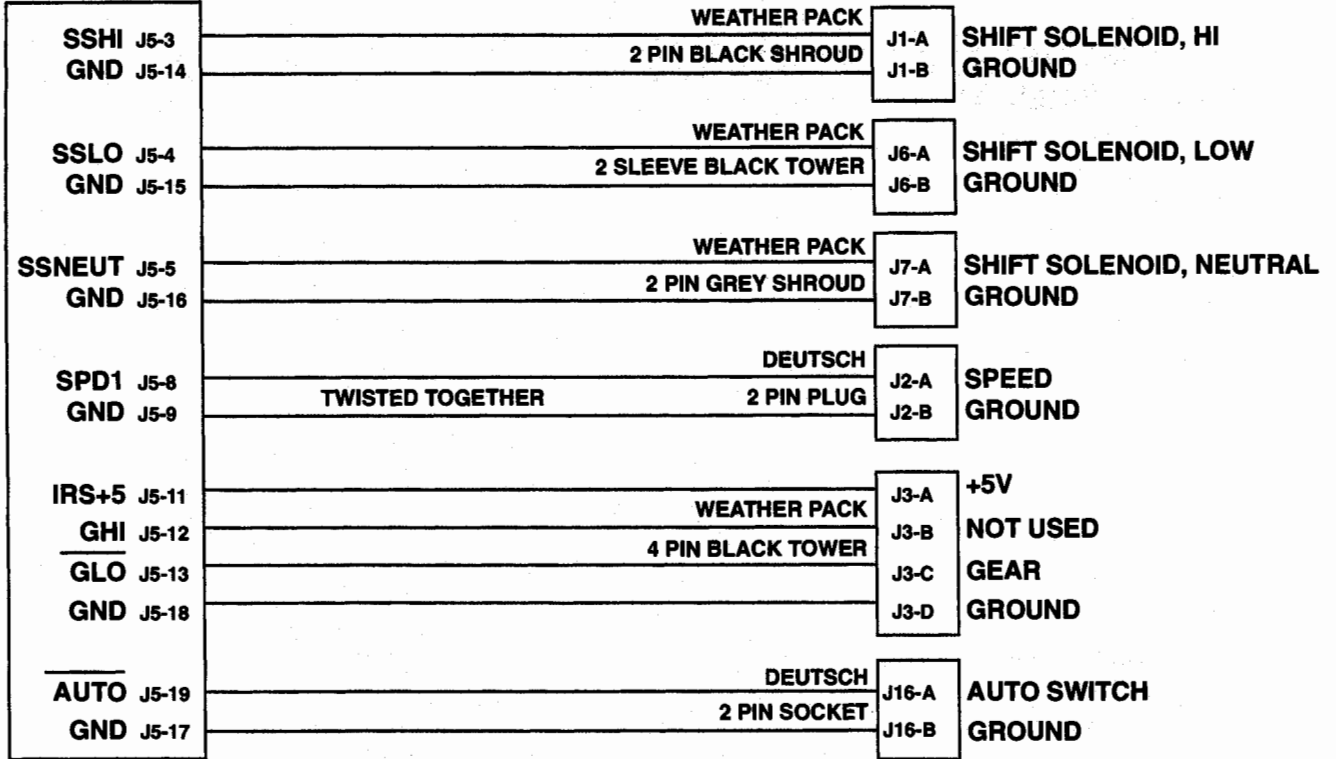 SSHI J5-3 WEATHER PACK J1-A SHIFT SOLENOID, HI
GND J5-14 2 PIN BLACK SHROUD J1-B GROUND
SSLO J5-4 WEATHER PACK J6-A SHIFT SOLENOID, LOW
GND J5-15 2 SLEEVE BLACK TOWER J6-B GROUND
SSNEUT J5-5 WEATHER PACK J7-A SHIFT SOLENOID, NEUTRAL
GND J5-16 2 PIN GREY SHROUD J7-B GROUND
SPD1 J5-8 DEUTSCH J2-A SPEED
GND J5-9 TWISTED TOGETHER 2 PIN PLUG J2-B GROUND
IRS+5 J5-11 J3-A +5V
GHI J5-12 WEATHER PACK J3-B NOT USED
GLO J5-13 4 PIN BLACK TOWER J3-C GEAR
GND J5-18 J3-D GROUND
AUTO J5-19 DEUTSCH J16-A AUTO SWITCH
GND J5-17 2 PIN SOCKET J16-B GROUND